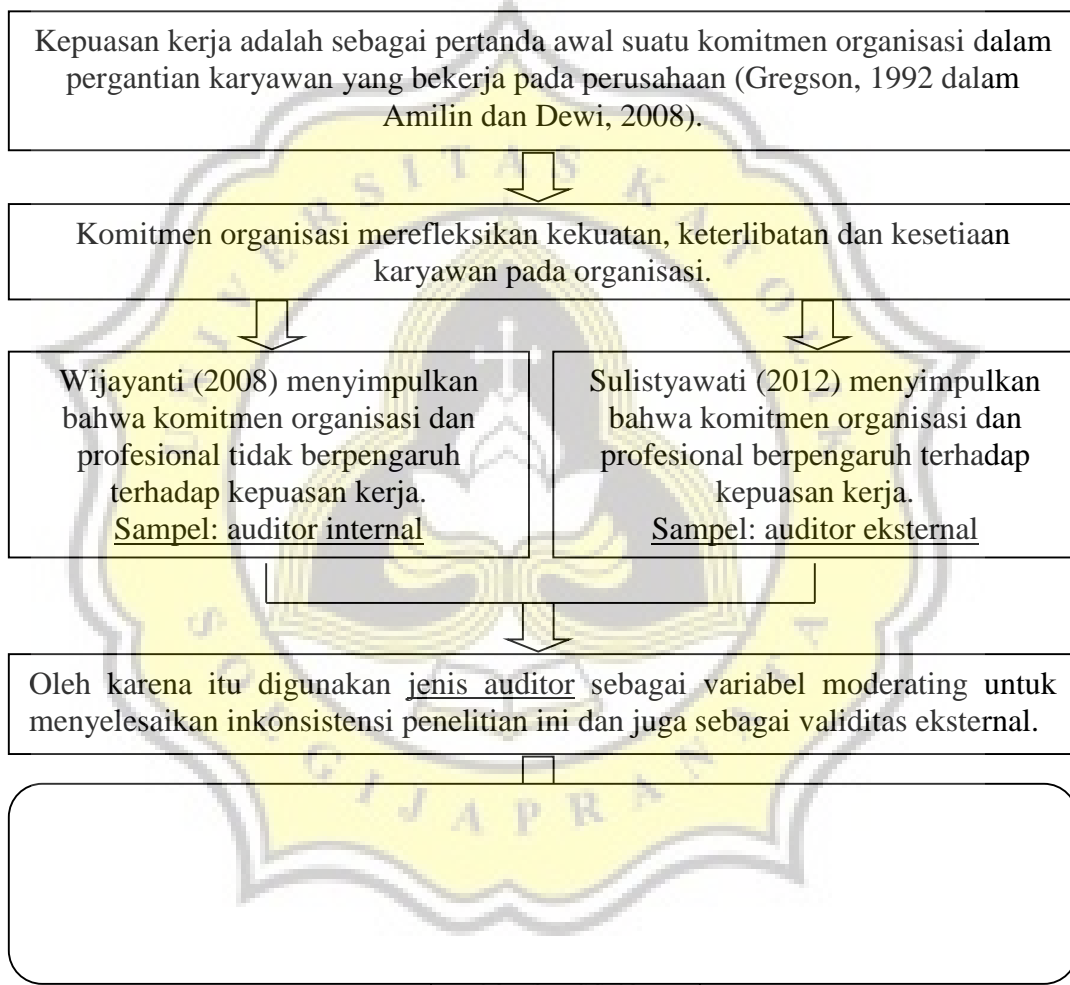 Kepuasan kerja adalah sebagai pertanda awal suatu komitmen organisasi dalam
pergantian karyawan yang bekerja pada perusahaan (Gregson, 1992 dalam
Amilin dan Dewi, 2008).
Komitmen organisasi merefleksikan kekuatan, keterlibatan dan kesetiaan
karyawan pada organisasi.
Wijayanti (2008) menyimpulkan
bahwa komitmen organisasi dan
profesional tidak berpengaruh
terhadap kepuasan kerja.
Sampel: auditor internal
Sulistyawati (2012) menyimpulkan
bahwa komitmen organisasi dan
profesional berpengaruh terhadap
kepuasan kerja.
Sampel: auditor eksternal
Oleh karena itu digunakan jenis auditor sebagai variabel moderating untuk
menyelesaikan inkonsistensi penelitian ini dan juga sebagai validitas eksternal.
UNIVERSITAS KATOLIK
SOEGIJAPRANATA